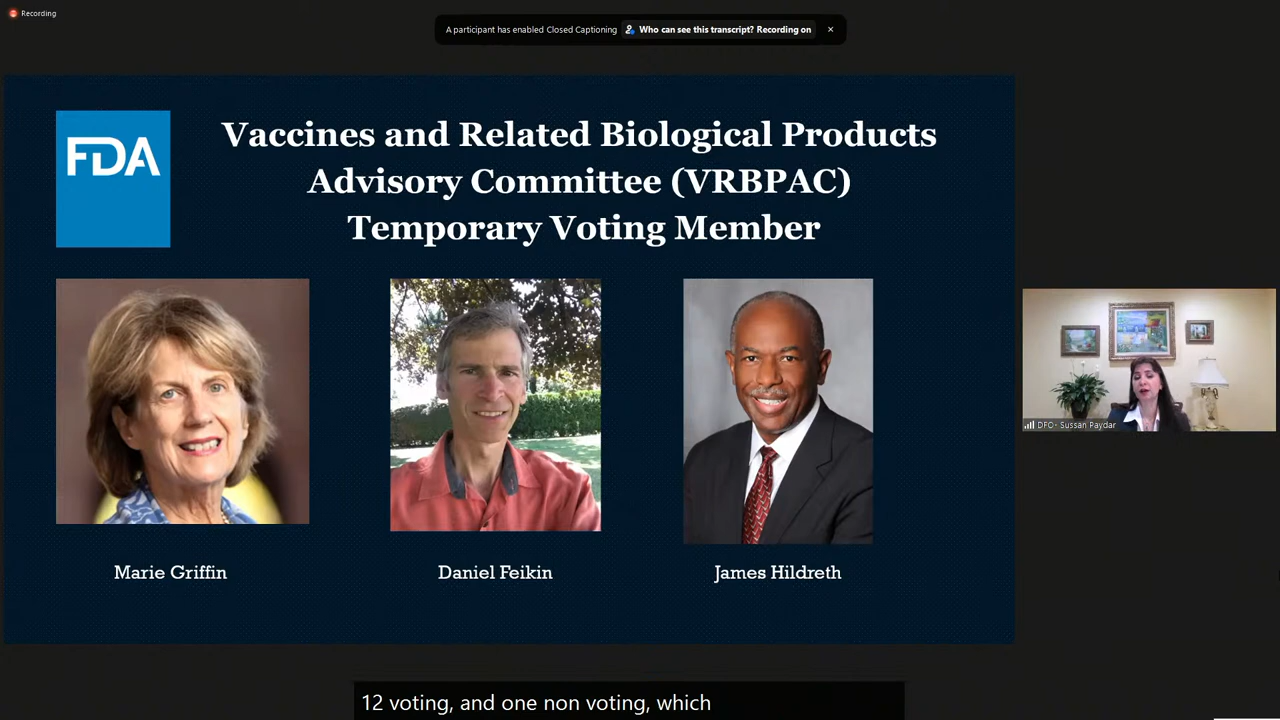 Recording
A participant has enabled Closed Captioning Who can see this transcript? Recording on
FDA
Vaccines and Related Biological Products
Advisory Committee (VRBPAC)
Temporary Voting Member
Marie Griffin
Daniel Feikin
James Hildreth
DFO- Sussan Paydar
12 voting, and one non voting, which